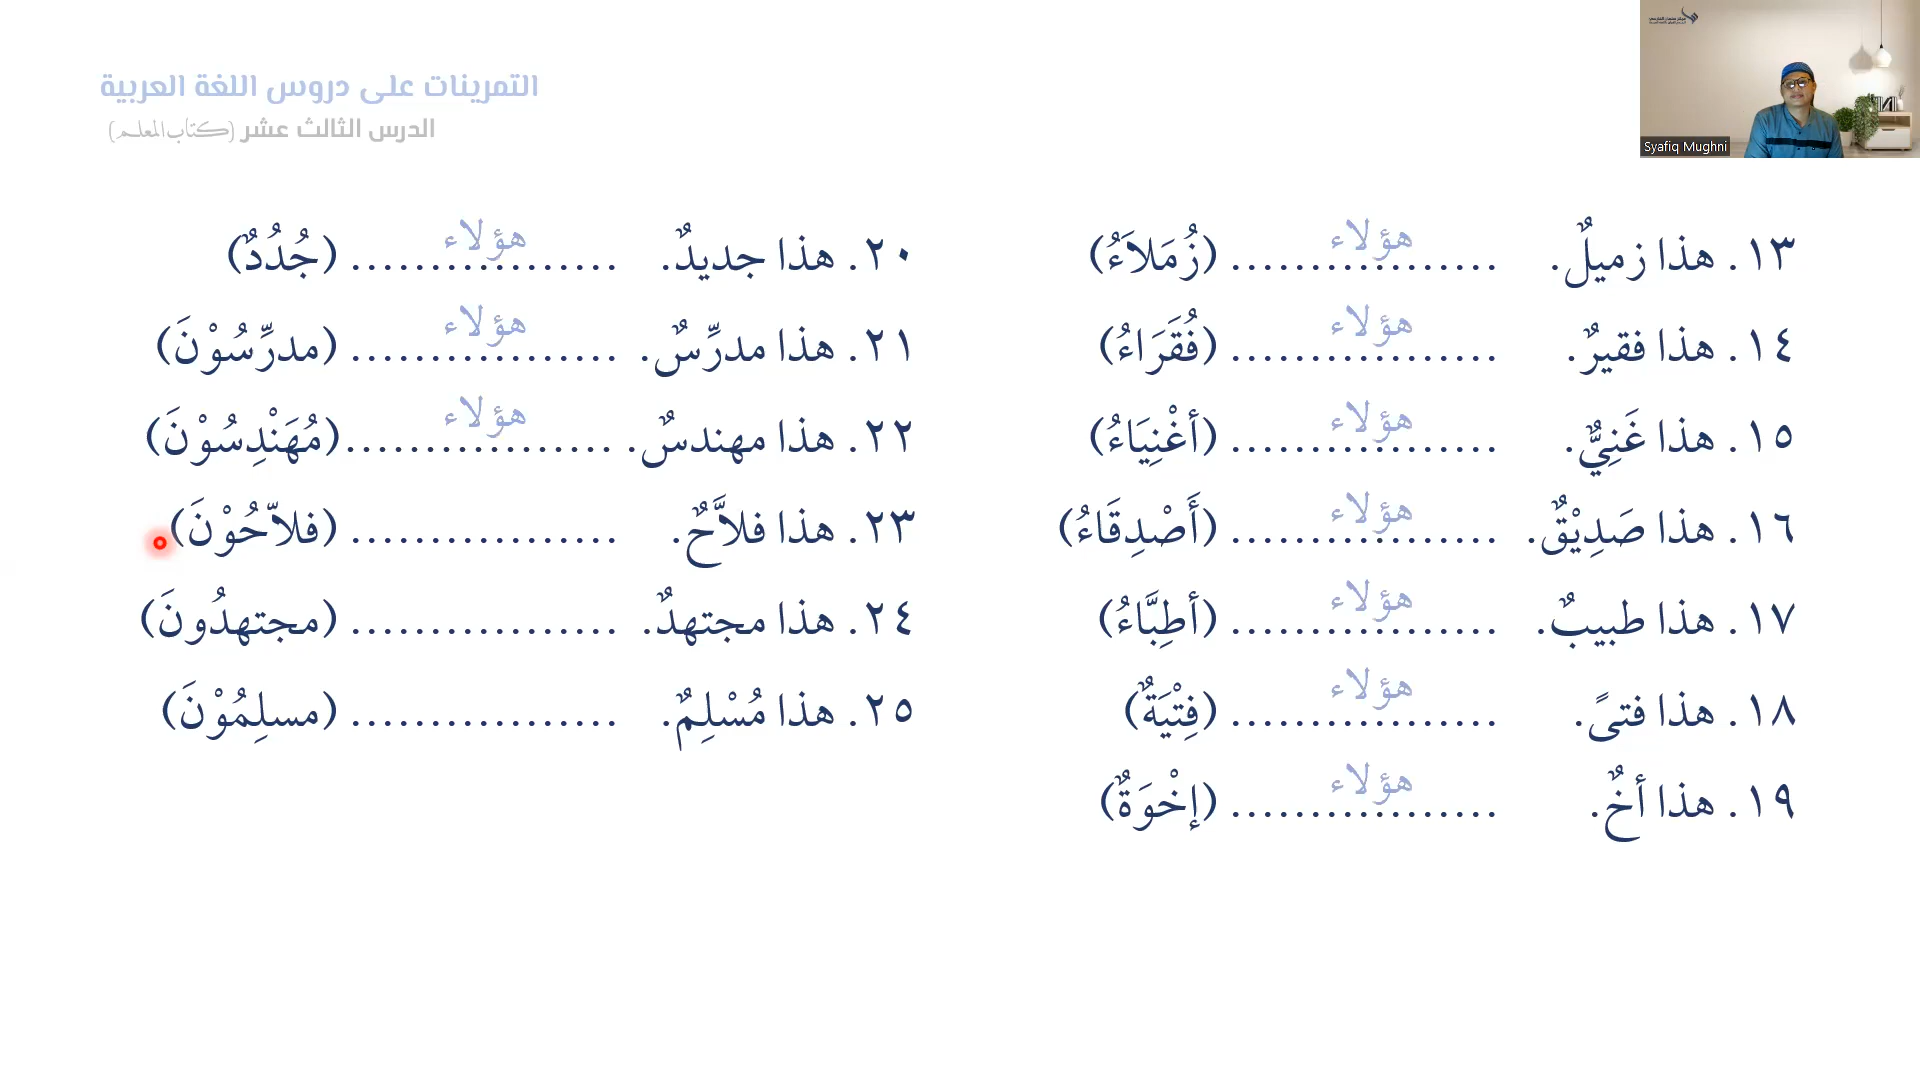 التمرينات على دروس اللغة العربية
الدرس الثالث عشر (كتاب المعلم)
Syafiq Mughni
١٣. هذا زميلٌ. ................. (زُمَلاَءُ)
هؤلاء
١٤. هذا فقيرٌ. ................. (فُقَرَاءُ)
هؤلاء
١٥. هذا غَنِيٌّ. ................. (أغْنِيَاءُ)
هؤلاء
١٦. هذا صَدِيْقٌ. ................. (أَصْدِقَاءُ)
هؤلاء
١٧. هذا طبيبٌ. ................. (أطِبَّاءُ)
هؤلاء
١٨. هذا فتىً. ................. (فِتْيَةٌ)
هؤلاء
١٩. هذا أخٌ. ................. (إخْوَةٌ)
هؤلاء
٢٠. هذا جديدٌ. ................. (جُدُدٌ)
هؤلاء
٢١. هذا مدرِّسٌ. ................. (مدرِّسُوْنَ)
هؤلاء
٢٢. هذا مهندسٌ. .................(مُهَنْدِسُوْنَ)
هؤلاء
٢٣. هذا فلاَّحٌ. ................. (فلاّحُوْنَ)
٢٤. هذا مجتهدٌ. ................. (مجتهدُونَ)
٢٥. هذا مُسْلِمٌ. ................. (مسلِمُوْنَ)